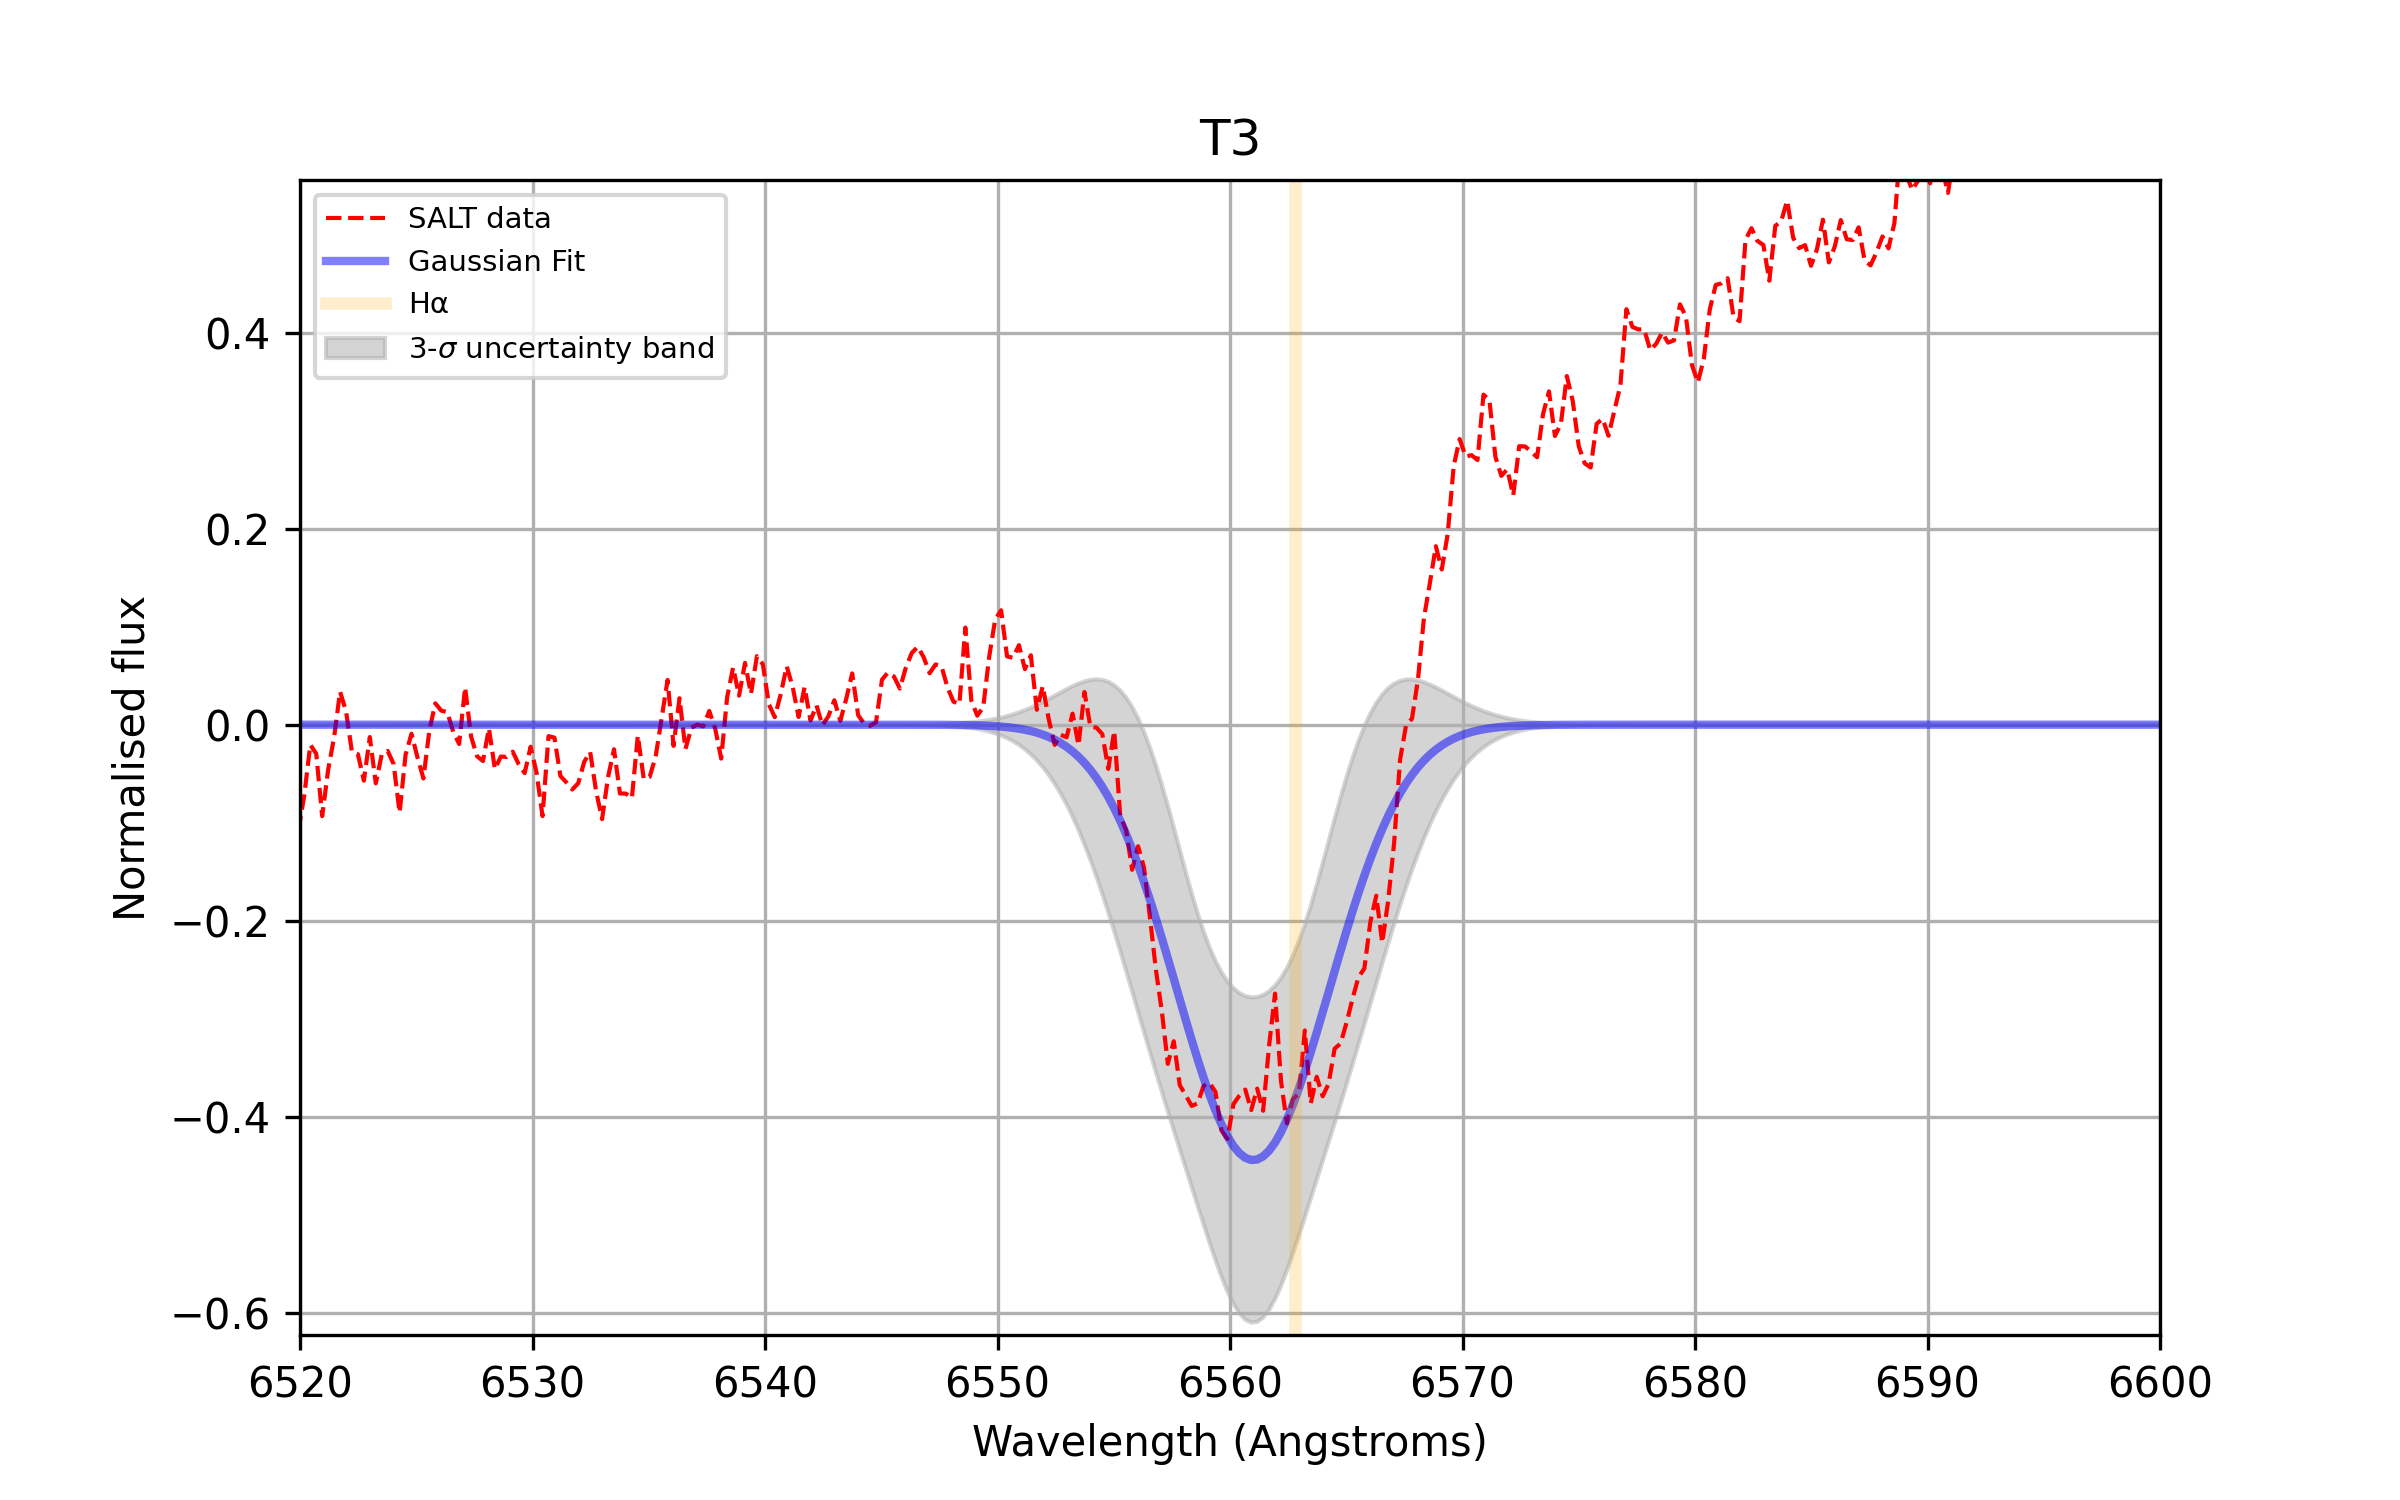 T3
SALT data
Gaussian Fit
Hα
3-σ uncertainty band
Normalised flux
0.4
0.2
0.0
−0.2
−0.4
−0.6
6520 6530 6540 6550 6560 6570 6580 6590 6600
Wavelength (Angstroms)